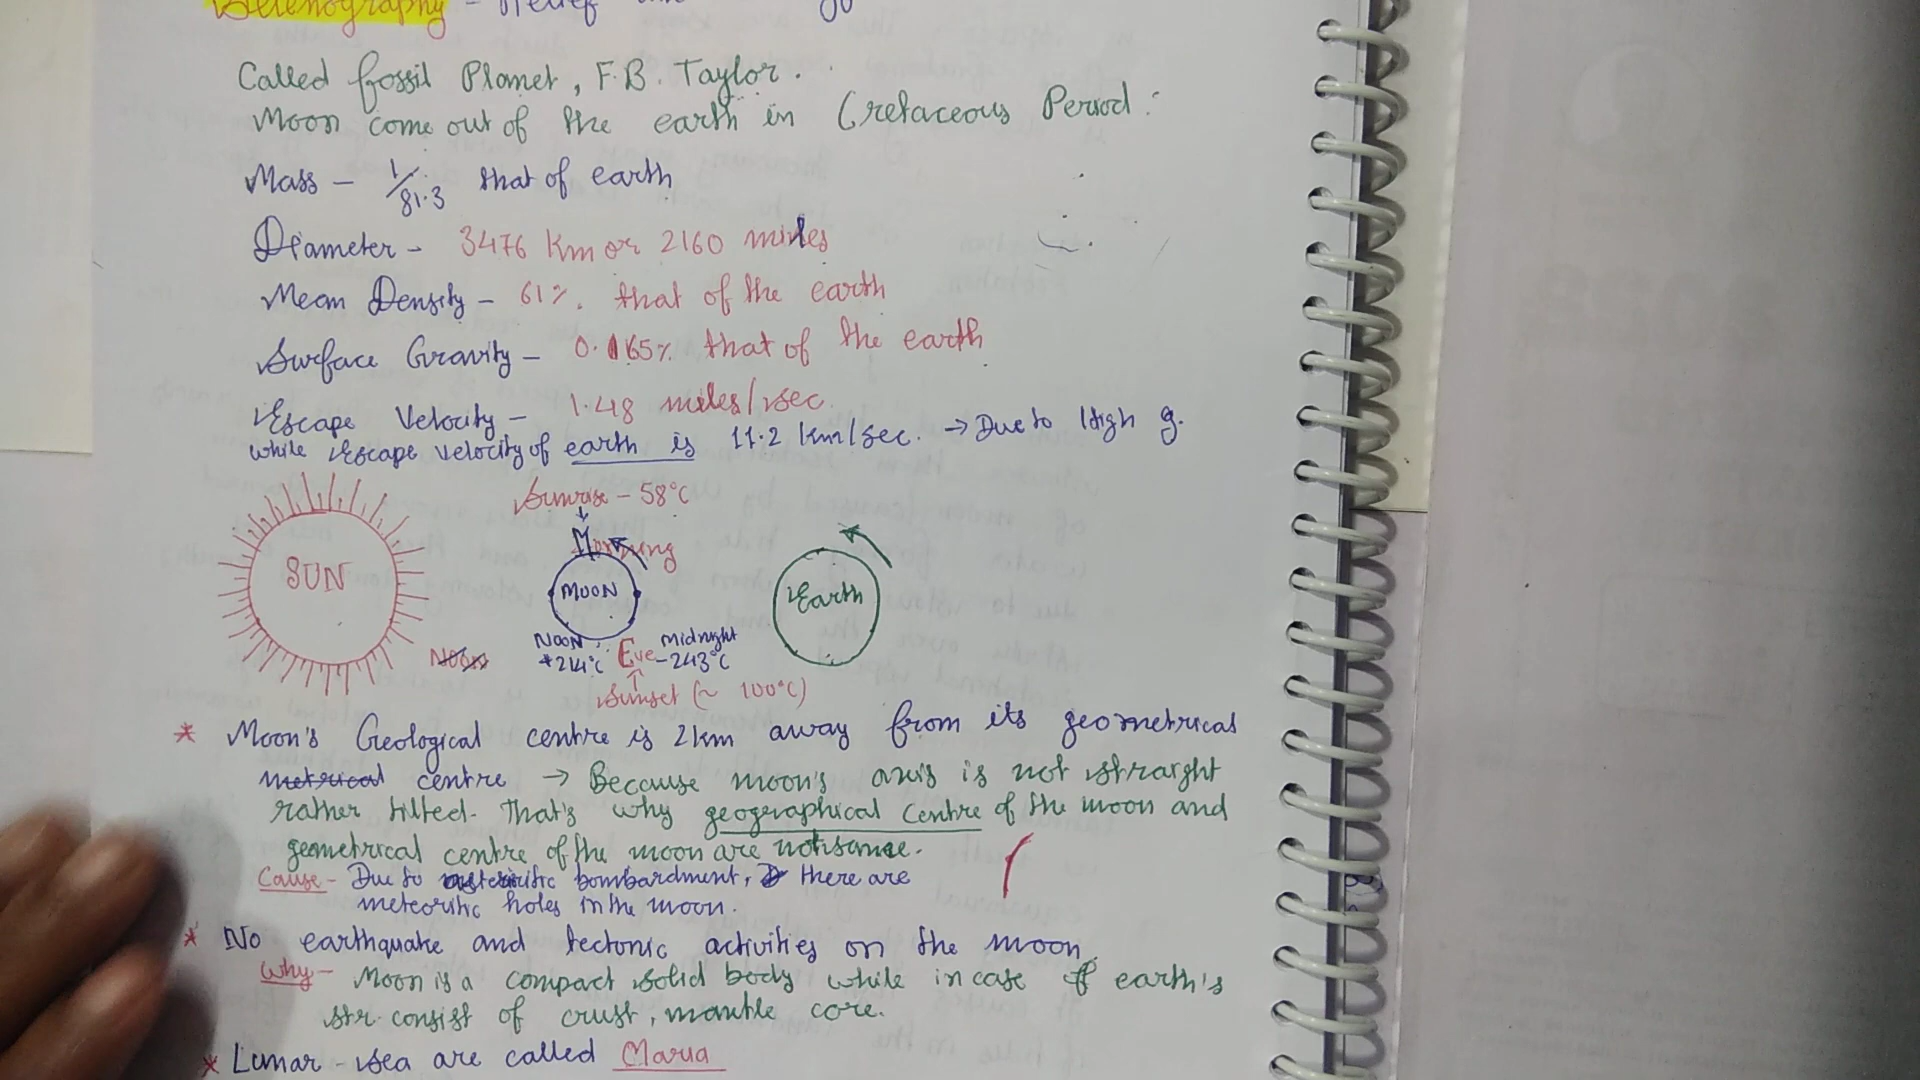 Selenography - Relief
Called fossil Planet, F.B. Taylor.
Moon come out of the earth in Cretaceous Period.
Mass - 1/81.3 that of earth
Diameter - 3476 Km or 2160 miles
Mean Density - 61%. that of the earth
Surface Gravity - 0.165% that of the earth
Escape Velocity - 1.48 miles/sec.
while Escape velocity of earth is 11.2 km/sec. → Due to High g.
Sunrise - 58°C
Morning
SUN
MOON
Earth
Noon
NOON +214°C
Eve
Midnight -243°C
Sunset (~ 100°C)
* Moon's Geological centre is 2km away from its geometrical
metrical centre → Because moon's axis is not straight
rather tilted. That's why geographical centre of the moon and
geometrical centre of the moon are not same.
Cause - Due to bombardment, there are
meteoritic holes in the moon.
* No earthquake and tectonic activities on the moon.
Why - Moon is a compact solid body while in case of earth's
str. consist of crust, mantle core.
* Lunar - sea are called Maria